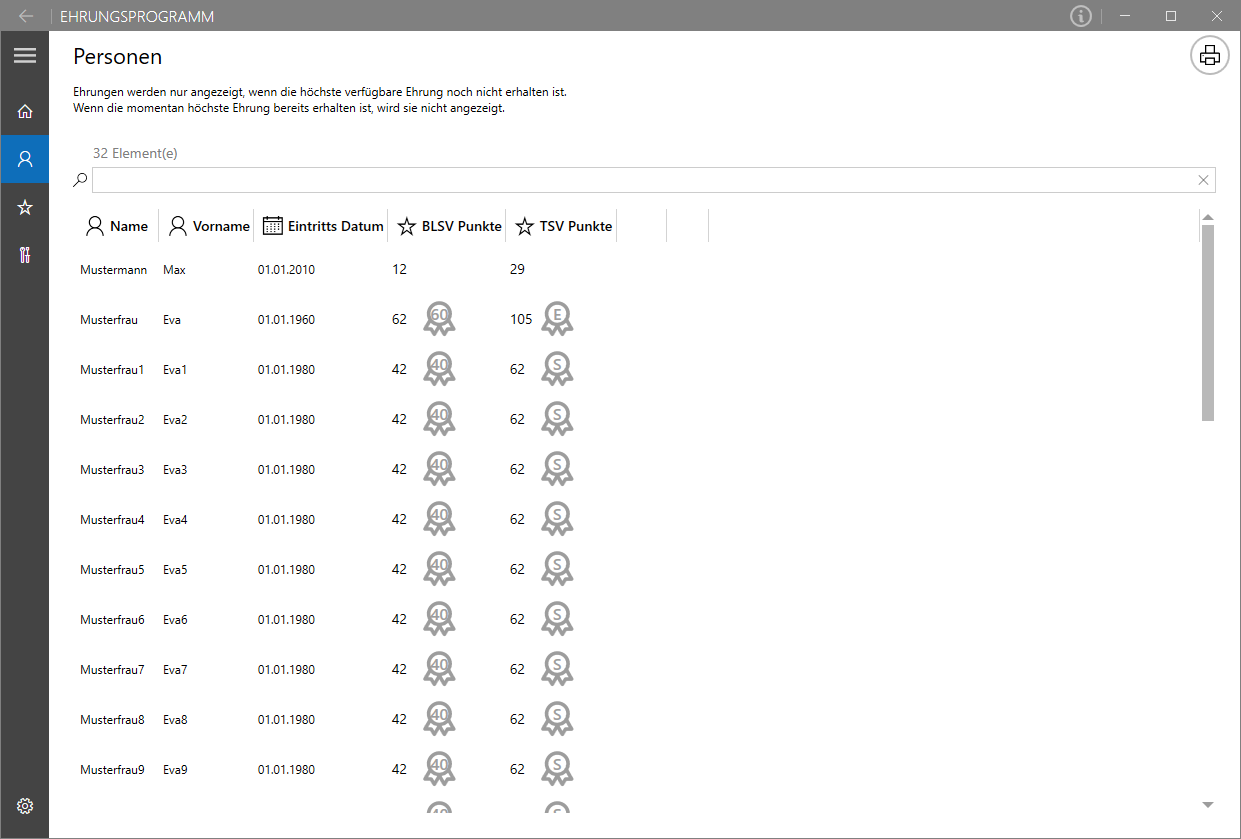 EHRUNGSPROGRAMM
Personen
Ehrungen werden nur angezeigt, wenn die höchste verfügbare Ehrung noch nicht erhalten ist.
Wenn die momentan höchste Ehrung bereits erhalten ist, wird sie nicht angezeigt.
32 Element(e)
Name Vorname Eintritts Datum BLSV Punkte TSV Punkte
Mustermann Max 01.01.2010 12 29
Musterfrau Eva 01.01.1960 62 60 105 E
Musterfrau1 Eva1 01.01.1980 42 40 62 S
Musterfrau2 Eva2 01.01.1980 42 40 62 S
Musterfrau3 Eva3 01.01.1980 42 40 62 S
Musterfrau4 Eva4 01.01.1980 42 40 62 S
Musterfrau5 Eva5 01.01.1980 42 40 62 S
Musterfrau6 Eva6 01.01.1980 42 40 62 S
Musterfrau7 Eva7 01.01.1980 42 40 62 S
Musterfrau8 Eva8 01.01.1980 42 40 62 S
Musterfrau9 Eva9 01.01.1980 42 40 62 S